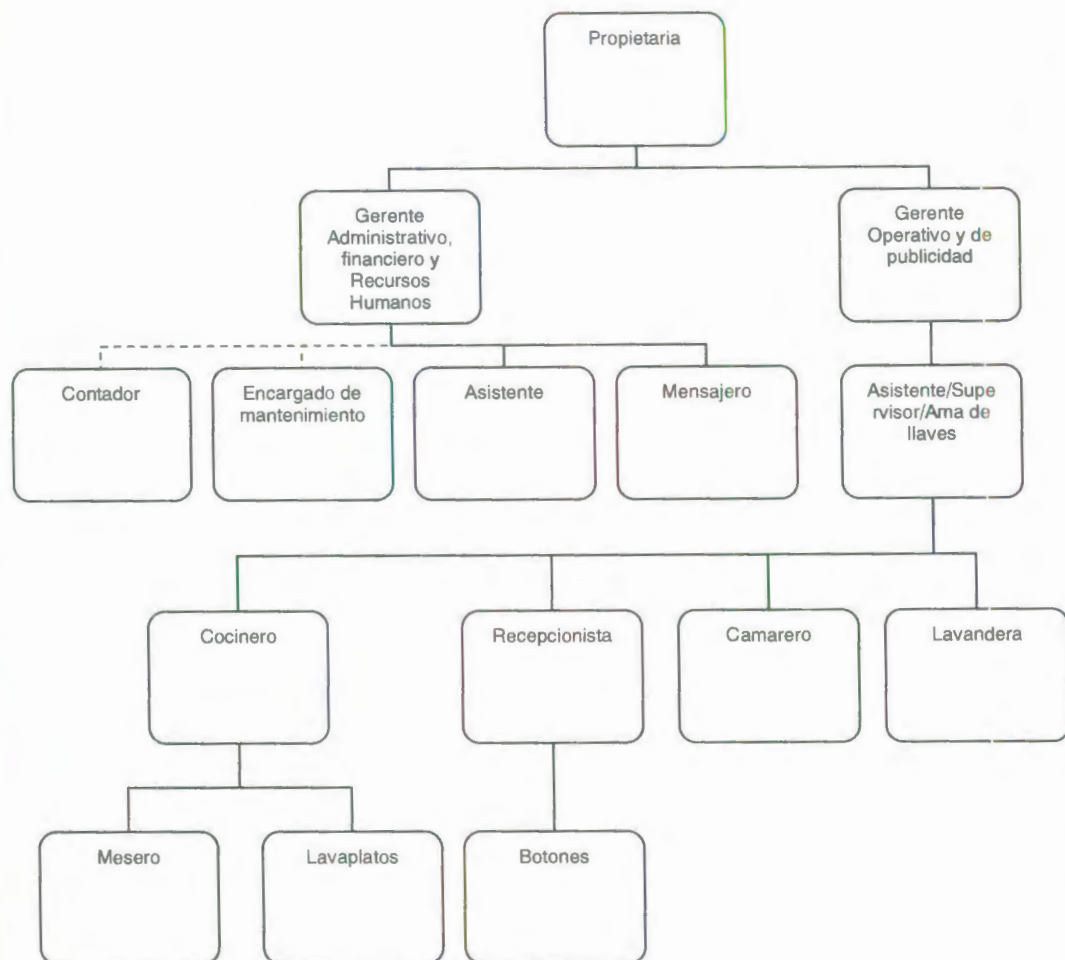 Propietaria
Gerente
Administrativo,
financiero y
Recursos
Humanos
Gerente
Operativo y de
publicidad
Contador
Encargado de
mantenimiento
Asistente
Mensajero
Asistente/Supe
rvisor/Ama de
llaves
Cocinero
Recepcionista
Camarero
Lavandera
Mesero
Lavaplatos
Botones